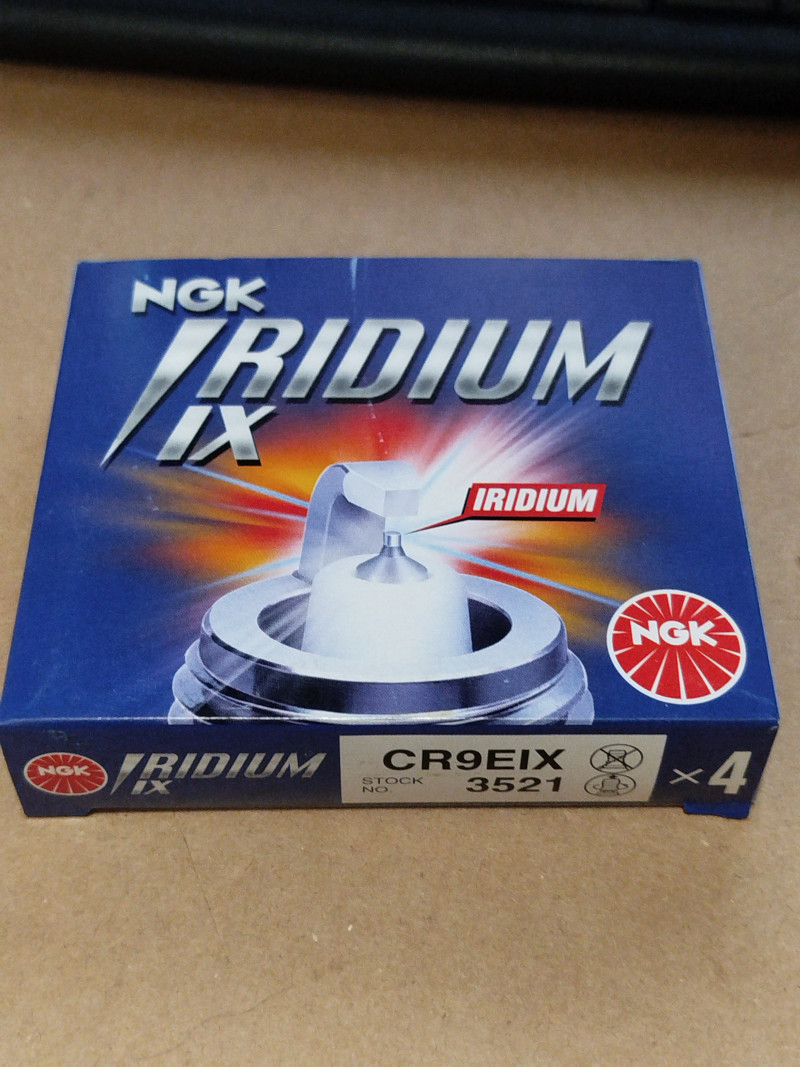 NGK
IRIDIUM
IX
IRIDIUM
NGK
NGK
IRIDIUM
IX
CR9EIX
STOCK
NO
3521
×4